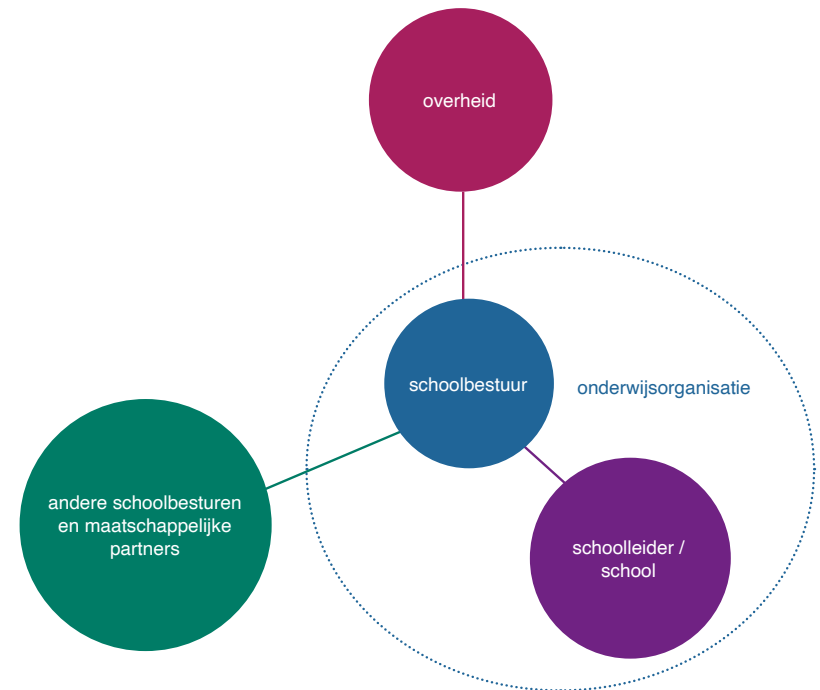 overheid
schoolbestuur
onderwijsorganisatie
andere schoolbesturen
en maatschappelijke
partners
schoolleider /
school